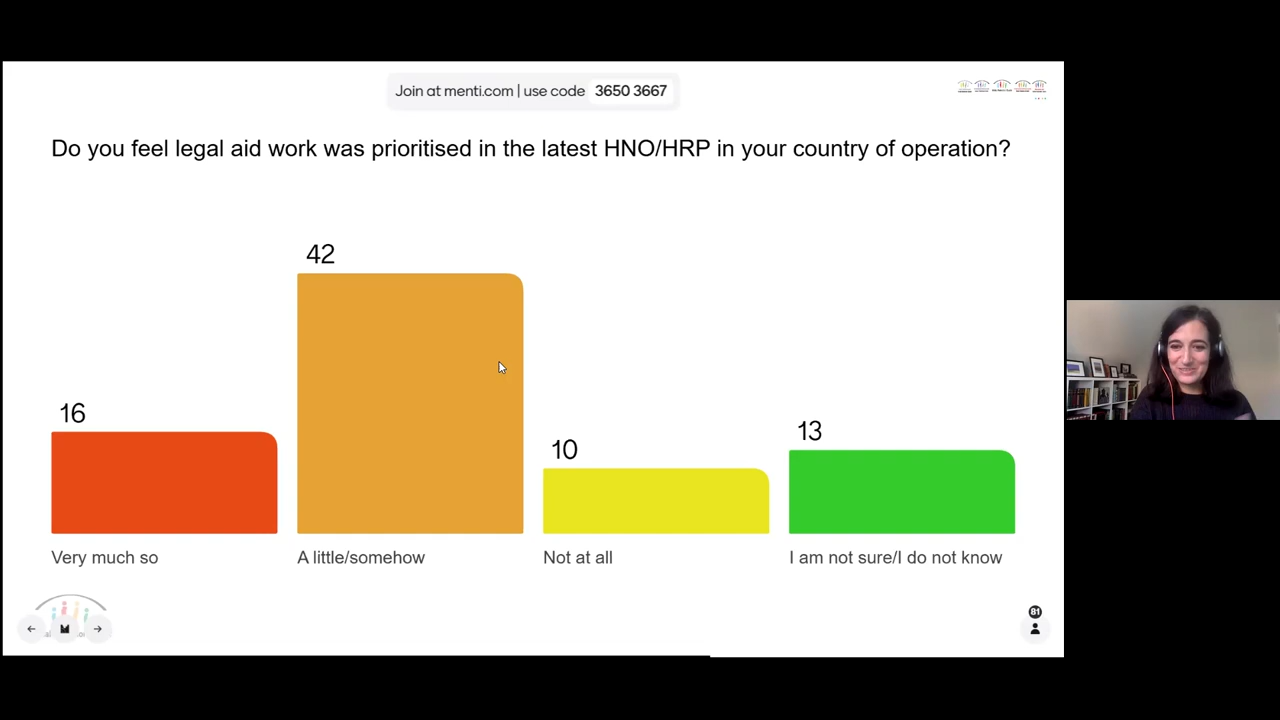 Join at menti.com | use code 3650 3667
Do you feel legal aid work was prioritised in the latest HNO/HRP in your country of operation?
42
16
13
10
Very much so
A little/somehow
Not at all
I am not sure/I do not know
81